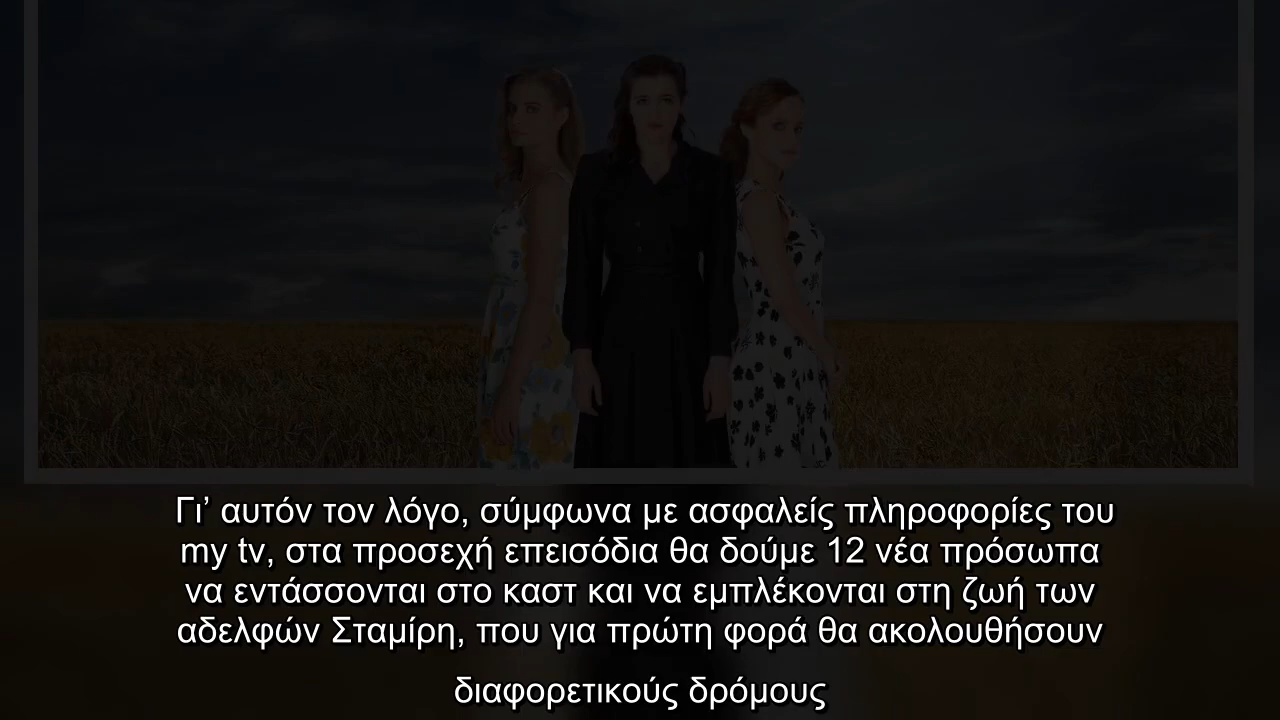 Γι’ αυτόν τον λόγο, σύμφωνα με ασφαλείς πληροφορίες του
my tv, στα προσεχή επεισόδια θα δούμε 12 νέα πρόσωπα
να εντάσσονται στο καστ και να εμπλέκονται στη ζωή των
αδελφών Σταμίρη, που για πρώτη φορά θα ακολουθήσουν
διαφορετικούς δρόμους